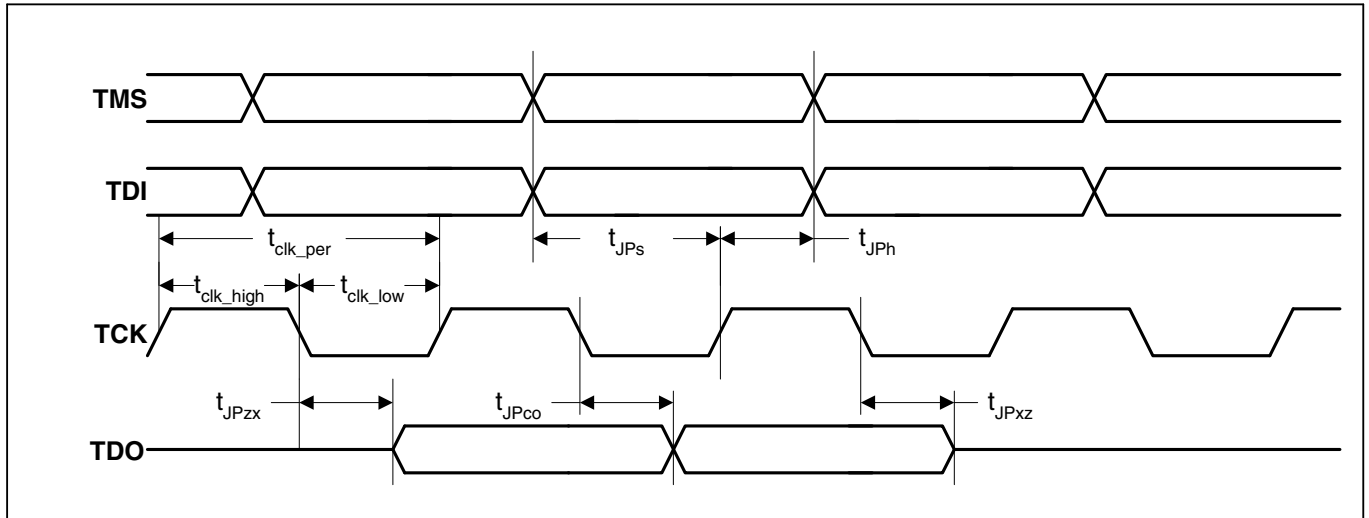 TMS
TDI
t_clk_per
t_JPs
t_JPh
t_clk_high
t_clk_low
TCK
t_JPzx
t_JPco
t_JPxz
TDO